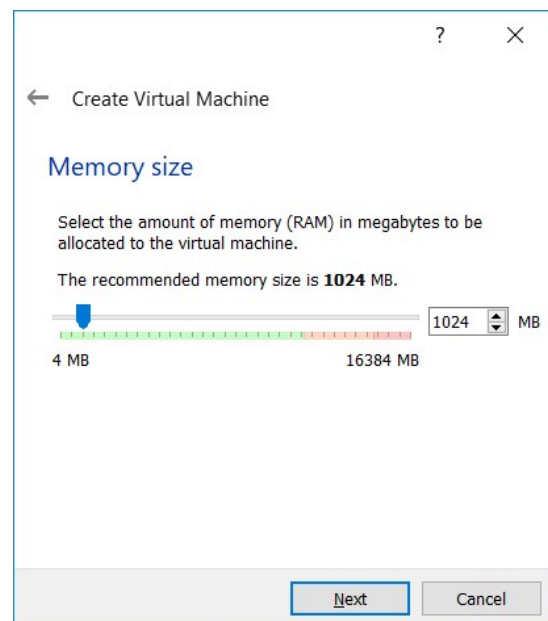 ?
Create Virtual Machine
Memory size
Select the amount of memory (RAM) in megabytes to be
allocated to the virtual machine.
The recommended memory size is 1024 MB.
1024 MB
4 MB 16384 MB
Next Cancel